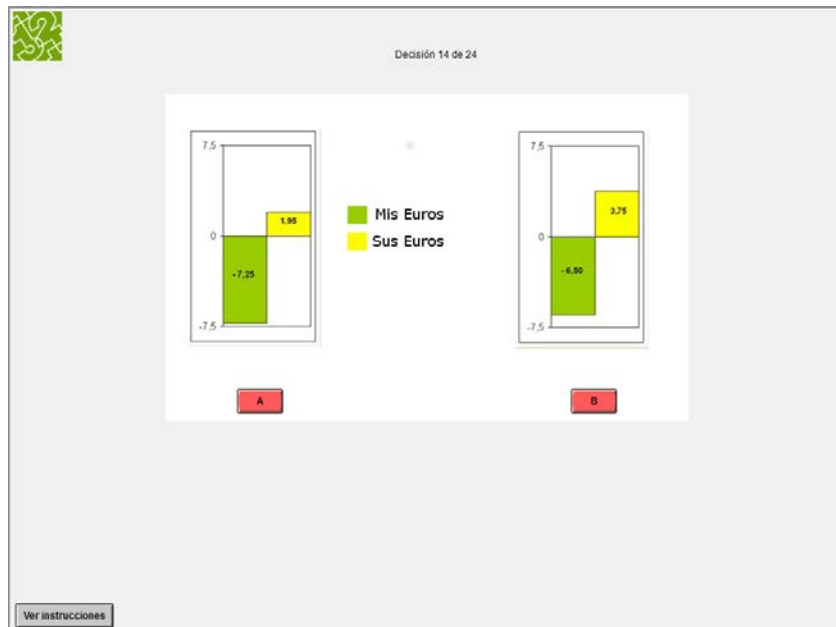 Decisión 14 de 24
7,5
1,95
0
-7,25
-7,5
Mis Euros
Sus Euros
7,5
3,75
0
-6,50
-7,5
A
B
Ver instrucciones